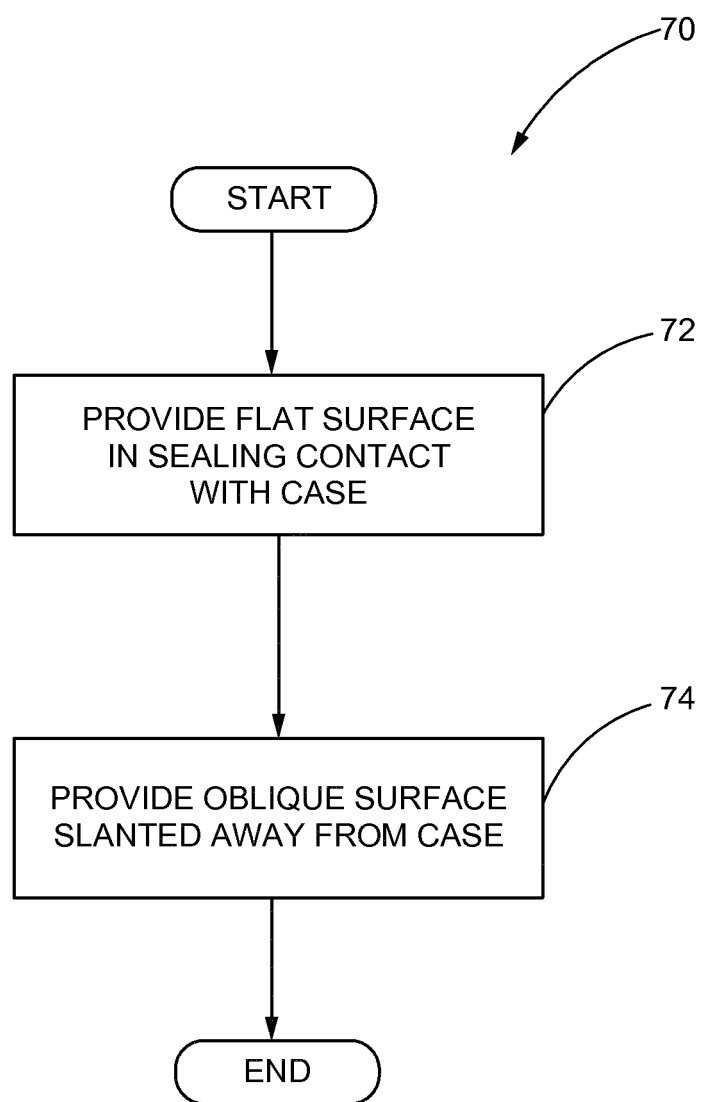 70
START
72
PROVIDE FLAT SURFACE
IN SEALING CONTACT
WITH CASE
74
PROVIDE OBLIQUE SURFACE
SLANTED AWAY FROM CASE
END